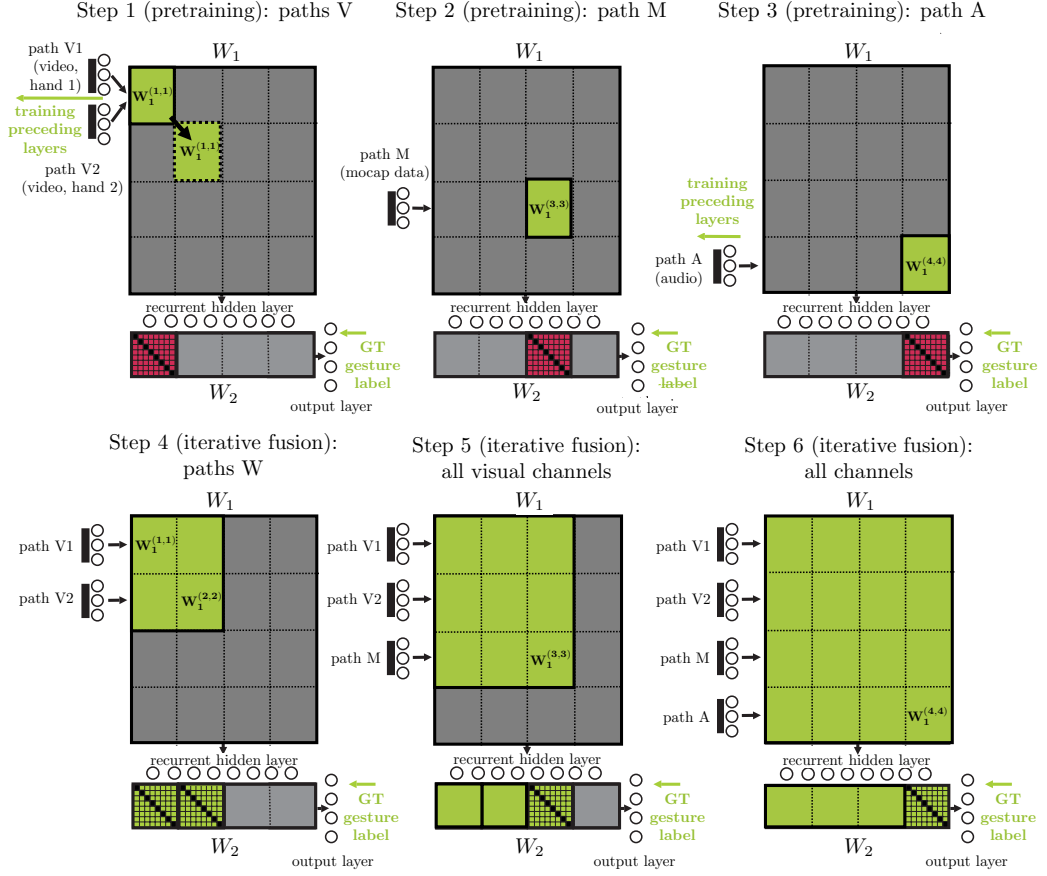 Step 1 (pretraining): paths V
Step 2 (pretraining): path M
Step 3 (pretraining): path A
path V1
(video,
hand 1)
training
preceding
layers
path V2
(video, hand 2)
W1
W1(1,1)
W1(1,1)
recurrent hidden layer
W2
GT
gesture
label
output layer
path M
(mocap data)
W1
W1(3,3)
recurrent hidden layer
W2
GT
gesture
label
output layer
training
preceding
layers
path A
(audio)
W1
W1(4,4)
recurrent hidden layer
W2
GT
gesture
label
output layer
Step 4 (iterative fusion):
paths W
Step 5 (iterative fusion):
all visual channels
Step 6 (iterative fusion):
all channels
W1
path V1
path V2
W1(1,1)
W1(2,2)
recurrent hidden layer
W2
GT
gesture
label
output layer
W1
path V1
path V2
path M
W1(3,3)
recurrent hidden layer
W2
GT
gesture
label
output layer
W1
path V1
path V2
path M
path A
W1(4,4)
recurrent hidden layer
W2
GT
gesture
label
output layer